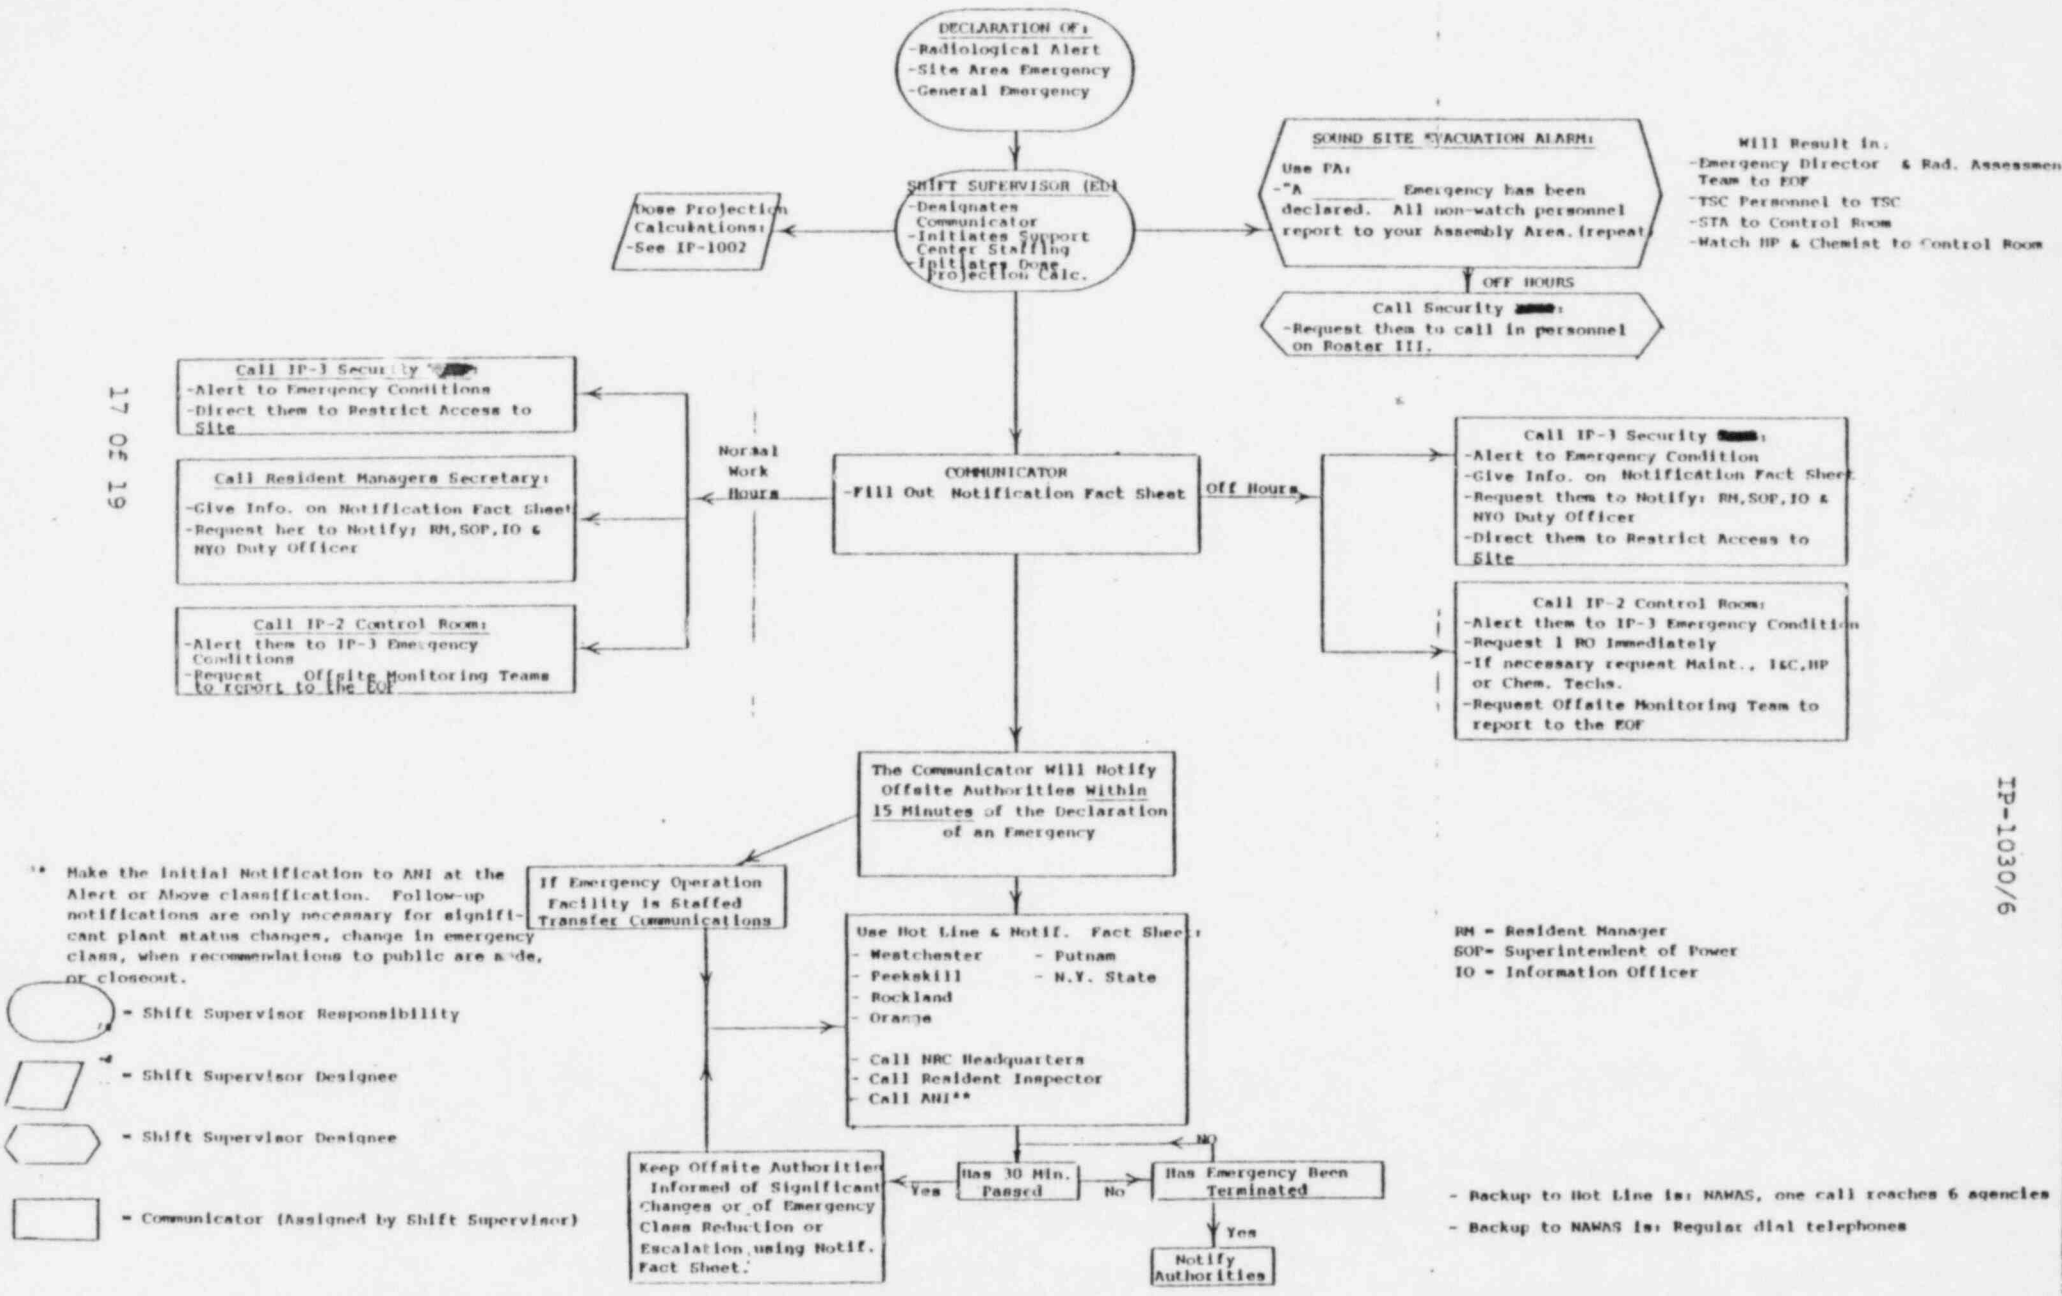 DECLARATION OF:
-Radiological Alert
-Site Area Emergency
-General Emergency
SHIFT SUPERVISOR (ED)
-Designates
Communicator
-Initiates Support
Center Staffing
-Initiates Dose
Projection Calc.
Dose Projection
Calculations:
-See IP-1002
SOUND SITE EVACUATION ALARM:
Use PA:
-"A ________ Emergency has been
declared. All non-watch personnel
report to your Assembly Area. (repeat)
Will Result in:
-Emergency Director & Rad. Assessmen
Team to EOF
-TSC Personnel to TSC
-STA to Control Room
-Watch HP & Chemist to Control Room
OFF HOURS
Call Security :
-Request them to call in personnel
on Roster III.
Call IP-3 Security
-Alert to Emergency Conditions
-Direct them to Restrict Access to
Site
Call Resident Managers Secretary:
-Give Info. on Notification Fact Sheet
-Request her to Notify: RM,SOP,IO &
NYO Duty Officer
Call IP-2 Control Room:
-Alert them to IP-3 Emergency
Conditions
-Request Offsite Monitoring Teams
to report to the EOF
Normal
Work
Hours
COMMUNICATOR
-Fill Out Notification Fact Sheet
Off Hours
Call IP-3 Security :
-Alert to Emergency Condition
-Give Info. on Notification Fact Sheet
-Request them to Notify: RM,SOP,IO &
NYO Duty Officer
-Direct them to Restrict Access to
Site
Call IP-2 Control Room:
-Alert them to IP-3 Emergency Condition
-Request 1 RO Immediately
-If necessary request Maint., I&C,HP
or Chem. Techs.
-Request Offsite Monitoring Team to
report to the EOF
17 of 19
IP-1030/6
The Communicator Will Notify
Offsite Authorities Within
15 Minutes of the Declaration
of an Emergency
If Emergency Operation
Facility is Staffed
Transfer Communications
Use Hot Line & Notif. Fact Sheet:
- Westchester - Putnam
- Peekskill - N.Y. State
- Rockland
- Orange
- Call NRC Headquarters
- Call Resident Inspector
- Call ANI**
** Make the initial Notification to ANI at the
Alert or Above classification. Follow-up
notifications are only necessary for signifi-
cant plant status changes, change in emergency
class, when recommendations to public are made,
or closeout.
= Shift Supervisor Responsibility
= Shift Supervisor Designee
= Shift Supervisor Designee
= Communicator (Assigned by Shift Supervisor)
RM = Resident Manager
SOP= Superintendent of Power
IO = Information Officer
Keep Offsite Authorities
Informed of Significant
Changes or of Emergency
Class Reduction or
Escalation using Notif.
Fact Sheet.
Yes
Has 30 Min.
Passed
No
NO
Has Emergency Been
Terminated
Yes
Notify
Authorities
- Backup to Hot Line is: NAWAS, one call reaches 6 agencies
- Backup to NAWAS is: Regular dial telephones